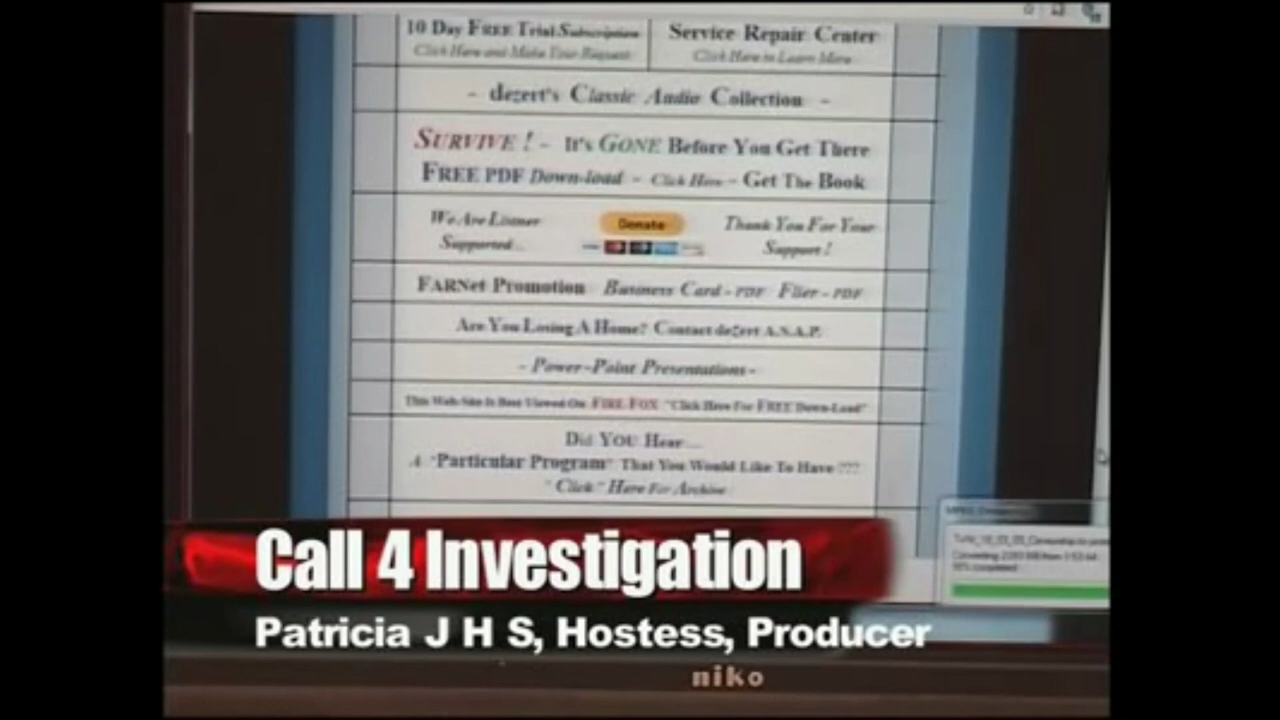 10 Day FREE Trial Subscription
Click Here and Make Your Request
Service Repair Center
Click Here to Learn More
- dezert's Classic Audio Collection -
SURVIVE ! - It's GONE Before You Get There
FREE PDF Down-load - Click Here - Get The Book
We Are Listner
Supported...
Donate
Thank You For Your
Support !
FARNet Promotion Business Card - PDF Flier - PDF
Are You Losing A Home? Contact dezert A.S.A.P.
- Power-Point Presentations -
This Web-Site Is Best Viewed On FIRE FOX "Click Here For FREE Down-Load"
Did YOU Hear ...
A "Particular Program" That You Would Like To Have ???
"Click" Here For Archive
Call 4 Investigation
Patricia J H S, Hostess, Producer
niko